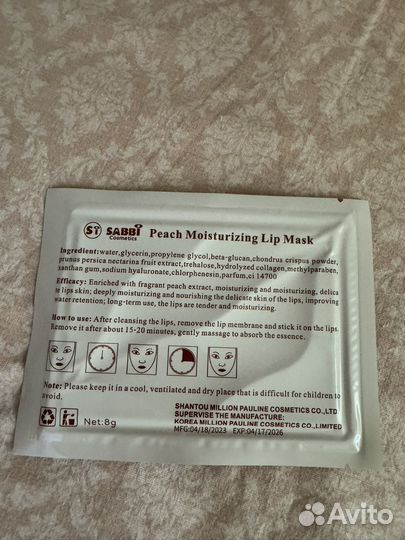 SABBI Cosmetics Peach Moisturizing Lip Mask
Ingredient:water,glycerin,propylene glycol,beta-glucan,chondrus crispus powder,
prunus persica nectarina fruit extract,trehalose,hydrolyzed collagen,methylparaben,
xanthan gum,sodium hyaluronate,chlorphenesin,parfum,ci 14700
Efficacy: Enriched with fragrant peach extract, moisturizing and moisturizing, delica
te lips skin; deeply moisturizing and nourishing the delicate skin of the lips, improving
water retention; long-term use, the lips are tender and moisturizing.
How to use: After cleansing the lips, remove the lip membrane and stick it on the lips.
Remove it after about 15-20 minutes, gently massage to absorb the essence.
Note: Please keep it in a cool, ventilated and dry place that is difficult for children to
avoid.
Net:8g
SHANTOU MILLION PAULINE COSMETICS CO.,LTD
SUPERVISE THE MANUFACTURE:
KOREA MILLION PAULINE COSMETICS CO.,LIMITED
MFG:04/18/2023 EXP:04/17/2026
Avito